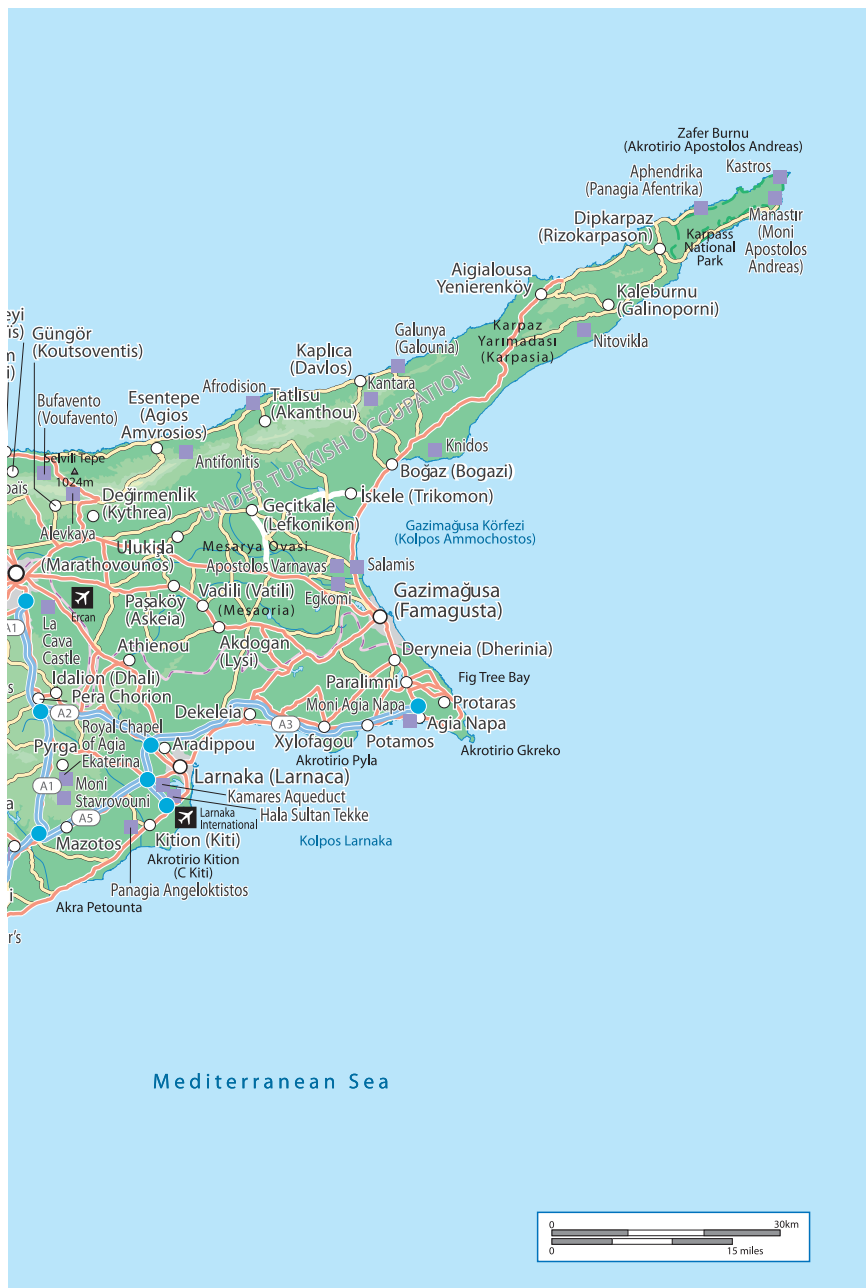 Zafer Burnu
(Akrotirio Apostolos Andreas)
Kastros
Aphendrika
(Panagia Afentrika)
Manastır
(Moni
Apostolos
Andreas)
Dipkarpaz
(Rizokarpason)
Karpass
National
Park
Aigialousa
Yenierenköy
Kaleburnu
(Galinoporni)
Karpaz
Yarımadası
(Karpasia)
Nitovikla
Galunya
(Galounia)
Kaplıca
(Davlos)
Kantara
eyi
is)
Güngör
(Koutsoventis)
m
i)
Afrodision
Tatlisu
(Akanthou)
Esentepe
(Agios
Amvrosios)
Bufavento
(Voufavento)
UNDER TURKISH OCCUPATION
Knidos
Antifonitis
Selvili Tepe
1024m
Boğaz (Bogazi)
païs
Değirmenlik
(Kythrea)
İskele (Trikomon)
Geçitkale
(Lefkonikon)
Alevkaya
Gazimağusa Körfezi
(Kolpos Ammochostos)
Ulukişla
(Marathovounos)
Mesarya Ovasi
Apostolos Varnavas
Salamis
Egkomi
Gazimağusa
(Famagusta)
Ercan
Paşaköy
(Askeia)
Vadili (Vatili)
(Mesaoria)
A1
La
Cava
Castle
Akdogan
(Lysi)
Athienou
Deryneia (Dherinia)
Idalion (Dhali)
s
Pera Chorion
Paralimni
Fig Tree Bay
Moni Agia Napa
Protaras
A2
Dekeleia
A3
Agia Napa
Royal Chapel
of Agia
Ekaterina
Aradippou
Xylofagou
Potamos
Akrotirio Gkreko
Pyrga
Akrotirio Pyla
Larnaka (Larnaca)
A1
Moni
Stavrovouni
Kamares Aqueduct
Hala Sultan Tekke
a
A5
Larnaka
International
Mazotos
Kition (Kiti)
Kolpos Larnaka
Akrotirio Kition
(C Kiti)
i
Panagia Angeloktistos
Akra Petounta
r's
Mediterranean Sea
0 30km
0 15 miles